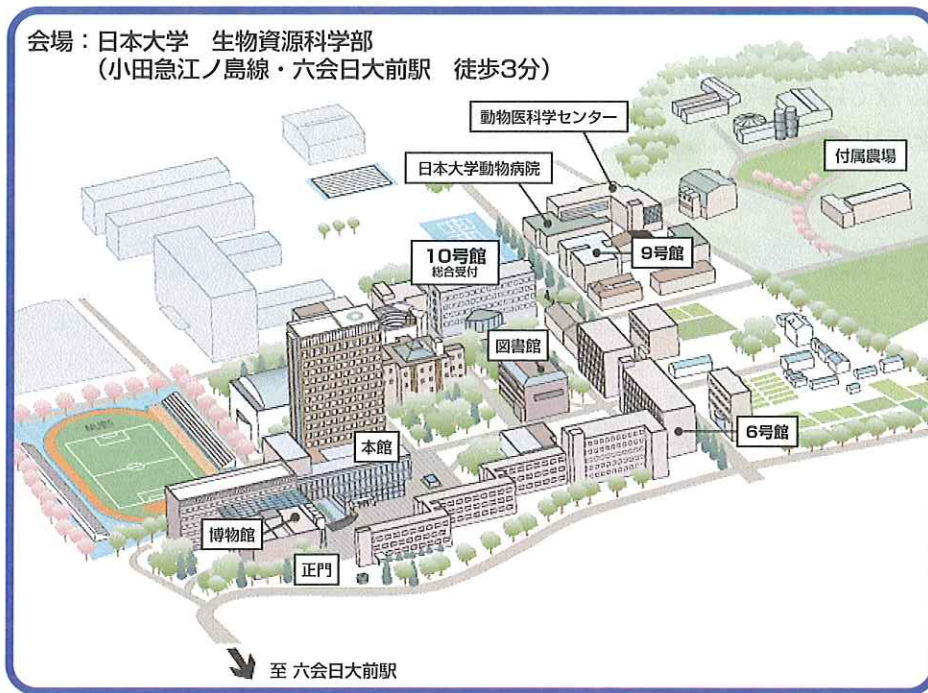 会場：日本大学　生物資源科学部
（小田急江ノ島線・六会日大前駅　徒歩3分）
動物医科学センター
日本大学動物病院
付属農場
10号館
総合受付
9号館
図書館
NUBS
6号館
本館
博物館
正門
至 六会日大前駅